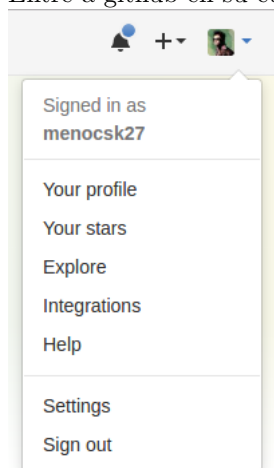 Signed in as
menocsk27
Your profile
Your stars
Explore
Integrations
Help
Settings
Sign out